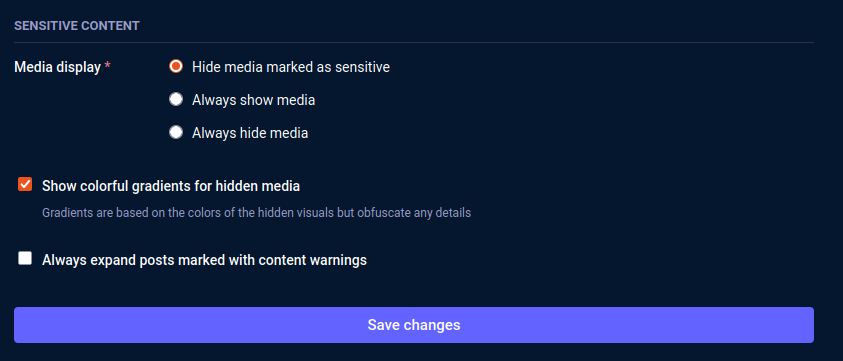 SENSITIVE CONTENT
Media display *
Hide media marked as sensitive
Always show media
Always hide media
Show colorful gradients for hidden media
Gradients are based on the colors of the hidden visuals but obfuscate any details
Always expand posts marked with content warnings
Save changes